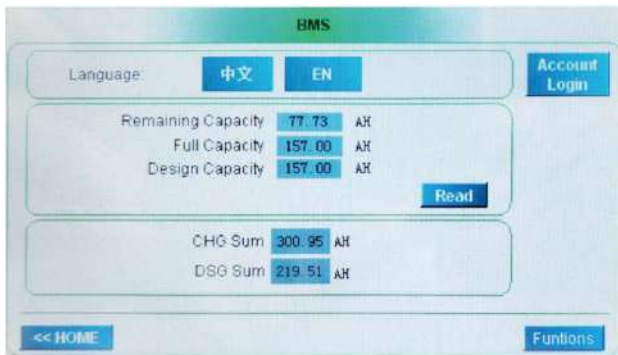 BMS
Language: 中文 EN
Account
Login
Remaining Capacity 77.73 AH
Full Capacity 157.00 AH
Design Capacity 157.00 AH
Read
CHG Sum 300.95 AH
DSG Sum 219.51 AH
<< HOME
Funtions